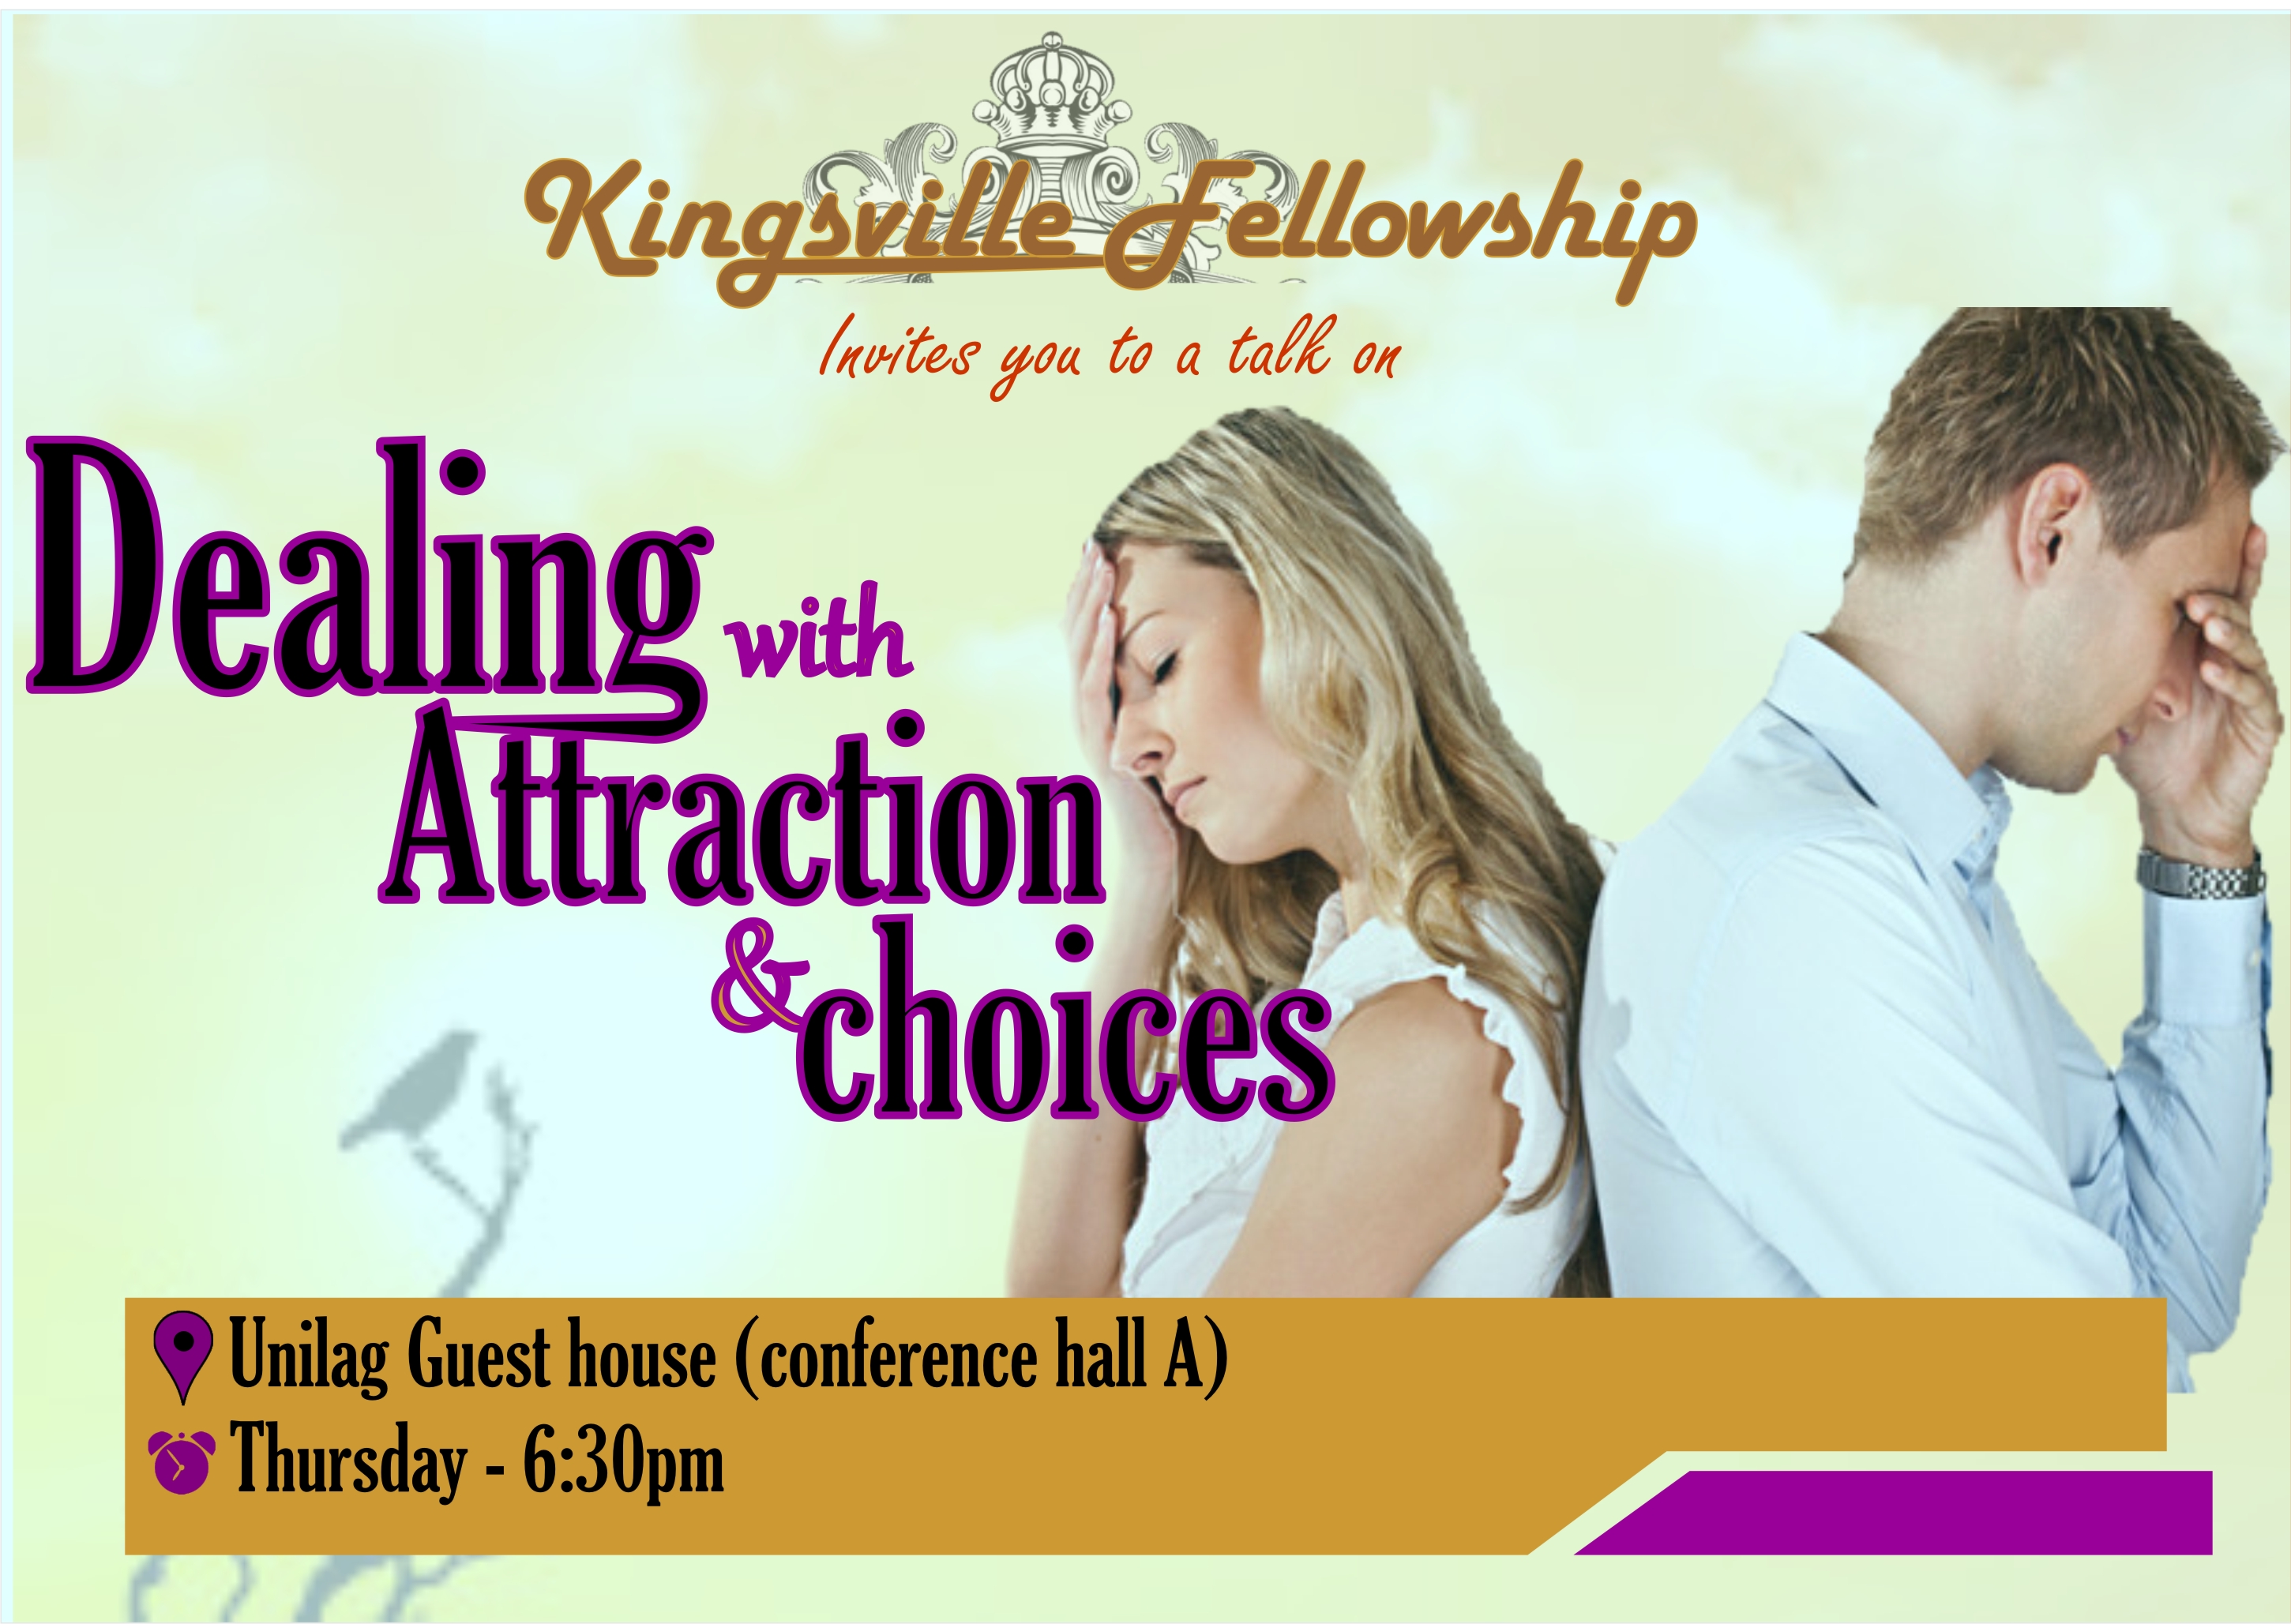 Kingsville Fellowship
Invites you to a talk on
Dealing with
Attraction
& choices
Unilag Guest house (conference hall A)
Thursday - 6:30pm